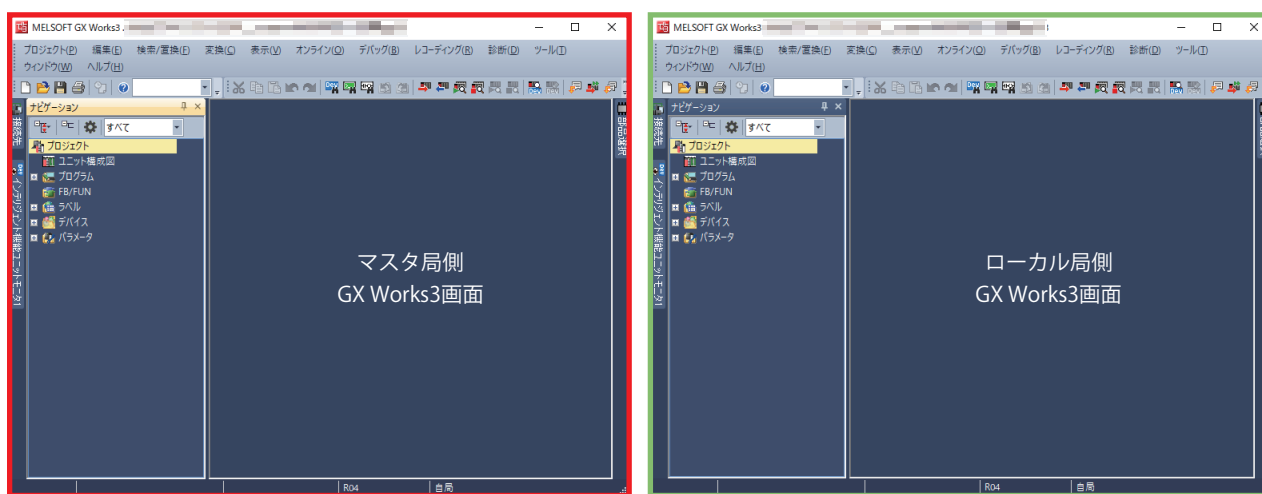 MELSOFT GX Works3
プロジェクト(P) 編集(E) 検索/置換(F) 変換(C) 表示(V) オンライン(O) デバッグ(B) レコーディング(R) 診断(D) ツール(T)
ウィンドウ(W) ヘルプ(H)
ナビゲーション
すべて
プロジェクト
ユニット構成図
プログラム
FB/FUN
ラベル
デバイス
パラメータ
接続先
インテリジェント機能ユニットモニタ1
部品選択
マスタ局側
GX Works3画面
R04 自局
MELSOFT GX Works3
プロジェクト(P) 編集(E) 検索/置換(F) 変換(C) 表示(V) オンライン(O) デバッグ(B) レコーディング(R) 診断(D) ツール(T)
ウィンドウ(W) ヘルプ(H)
ナビゲーション
すべて
プロジェクト
ユニット構成図
プログラム
FB/FUN
ラベル
デバイス
パラメータ
接続先
インテリジェント機能ユニットモニタ1
ローカル局側
GX Works3画面
R04 自局